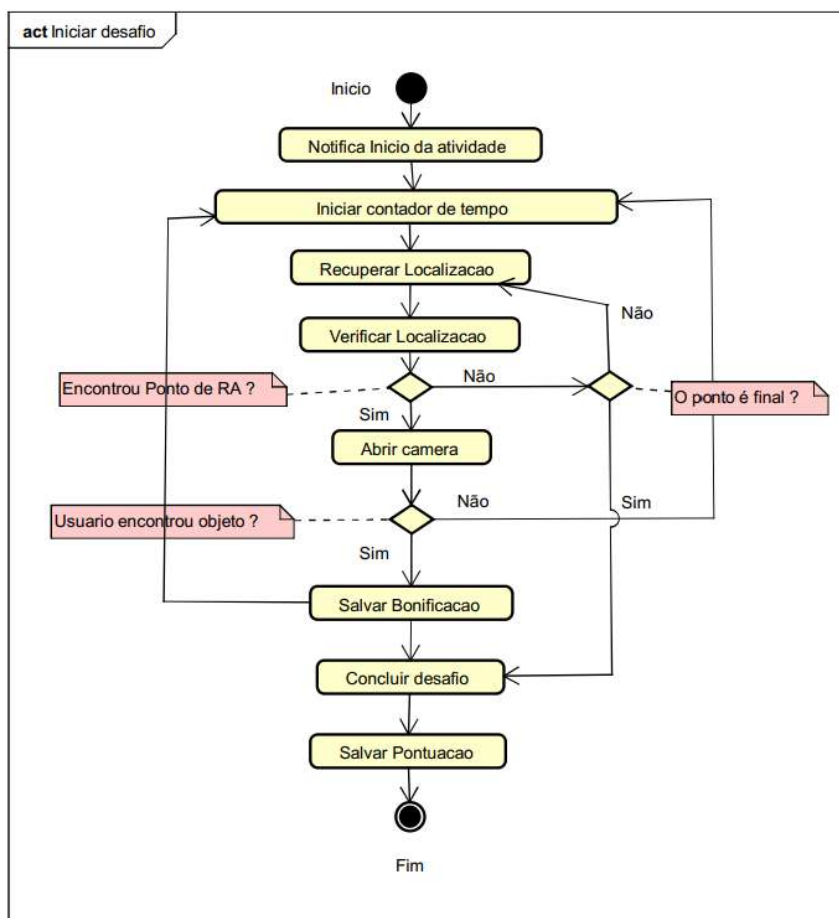 act Iniciar desafio
Inicio
Notifica Inicio da atividade
Iniciar contador de tempo
Recuperar Localizacao
Não
Verificar Localizacao
Encontrou Ponto de RA ?
Não
O ponto é final ?
Sim
Abrir camera
Usuario encontrou objeto ?
Não
Sim
Sim
Salvar Bonificacao
Concluir desafio
Salvar Pontuacao
Fim